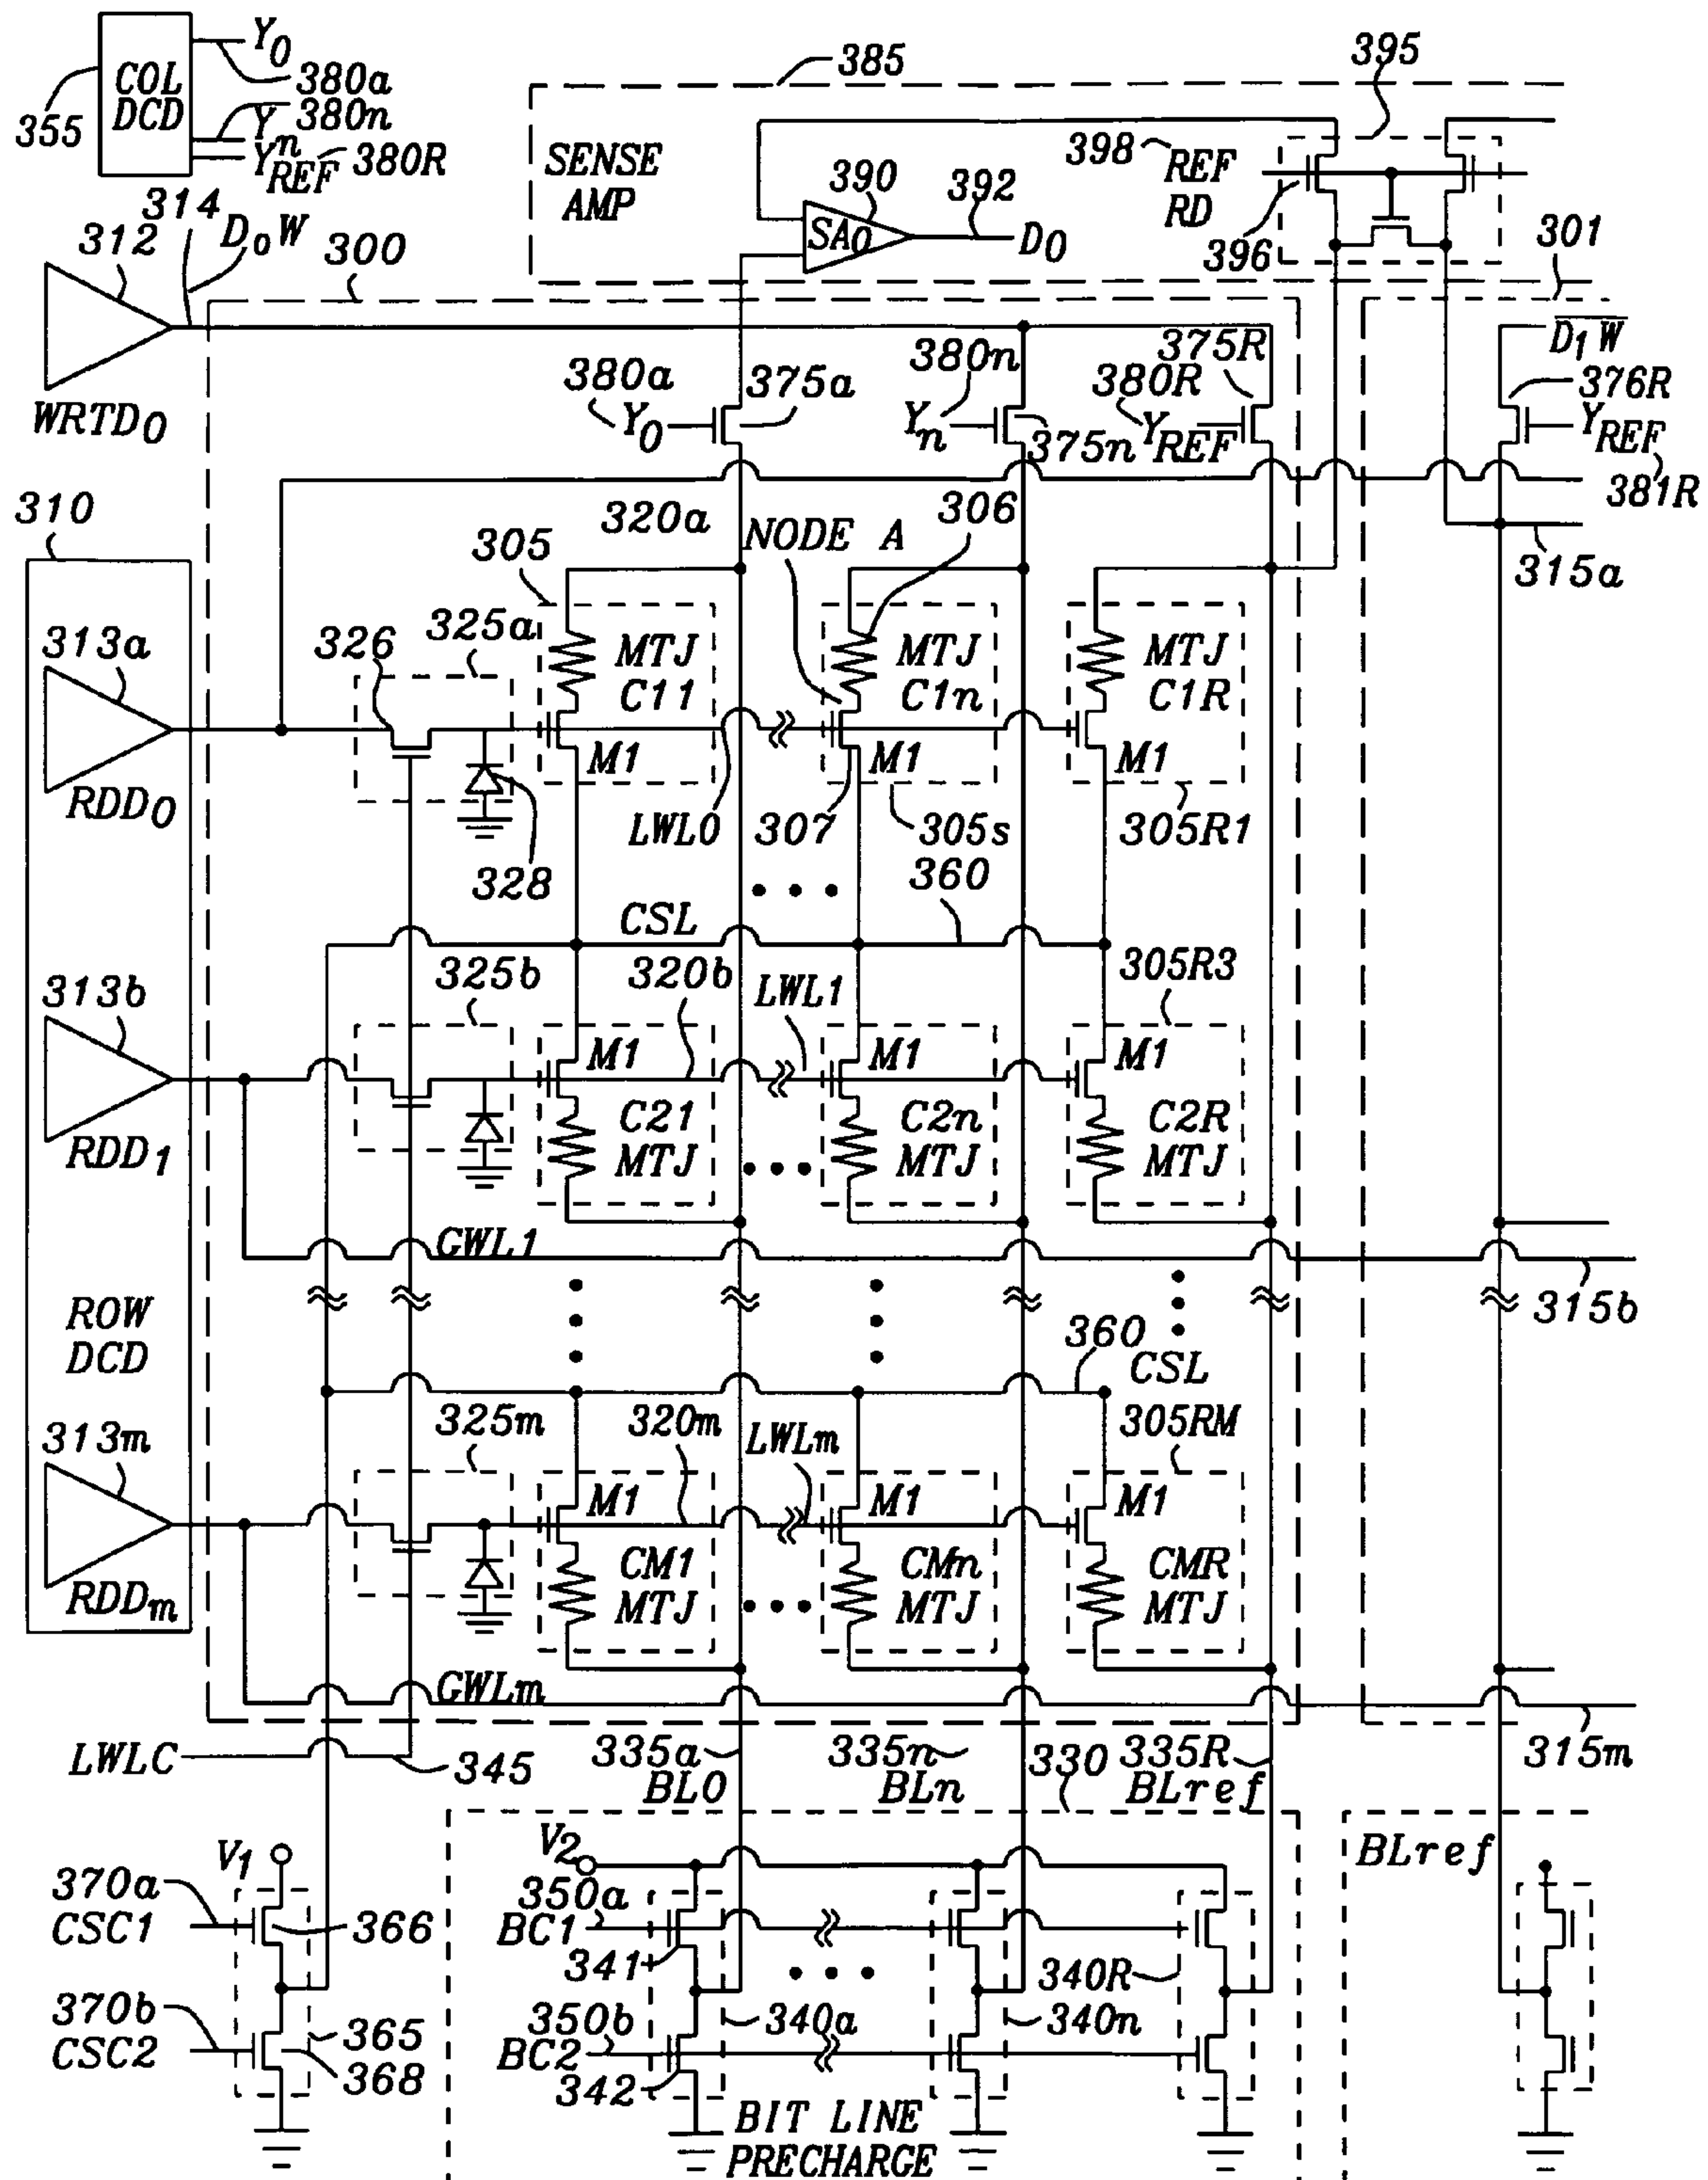 COL
DCD
355
Y0
380a
Yn
380n
YREF
380R
385
395
SENSE
AMP
390
392
SA0
D0
398
REF
RD
396
301
312
314
D0W
300
WRTD0
380a
Y0
375a
380n
Yn
375n
375R
380R
YREF
D1W
376R
YREF
381R
315a
310
320a
NODE A
306
305
313a
326
325a
MTJ
C11
MTJ
C1n
MTJ
C1R
M1
M1
M1
RDD0
328
LWL0
307
305s
305R1
360
CSL
313b
325b
320b
LWL1
305R3
M1
M1
M1
C21
MTJ
C2n
MTJ
C2R
MTJ
RDD1
GWL1
315b
ROW
DCD
360
CSL
313m
325m
320m
LWLm
305RM
M1
M1
M1
CM1
MTJ
CMn
MTJ
CMR
MTJ
RDDm
GWLm
315m
LWLC
345
335a
BL0
335n
BLn
330
335R
BLref
V1
V2
BLref
370a
CSC1
366
350a
BC1
341
340R
370b
CSC2
365
368
350b
BC2
342
340a
340n
BIT LINE
PRECHARGE